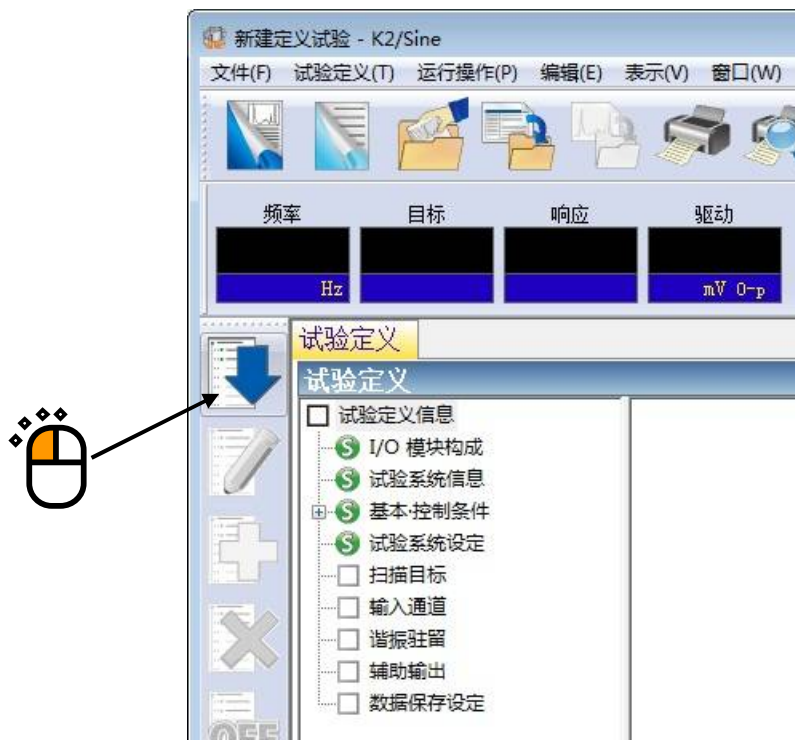 新建定义试验 - K2/Sine
文件(F) 试验定义(T) 运行操作(P) 编辑(E) 表示(V) 窗口(W)
频率 目标 响应 驱动
Hz mV 0-p
试验定义
试验定义
试验定义信息
S I/O 模块构成
S 试验系统信息
S 基本·控制条件
S 试验系统设定
扫描目标
输入通道
谐振驻留
辅助输出
数据保存设定
OFF